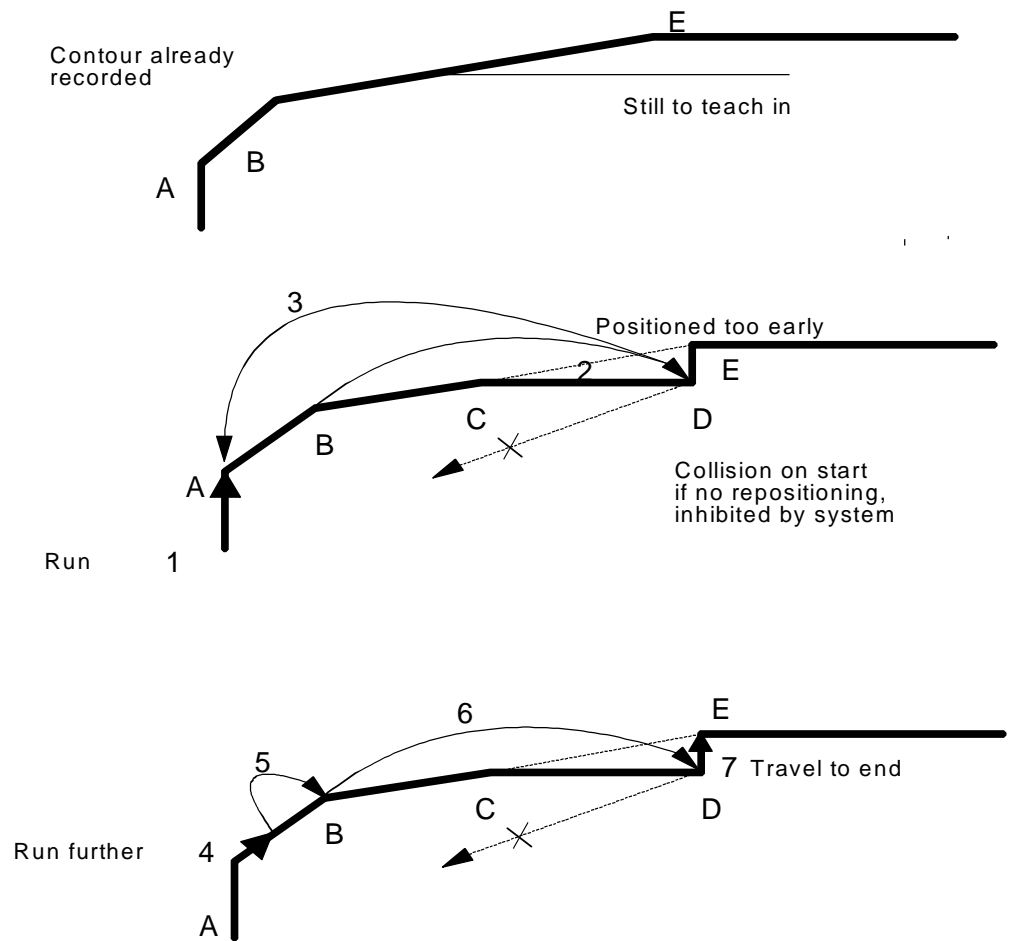 E
Contour already
recorded
Still to teach in
B
A
3
Positioned too early
2
E
C
D
B
A
Collision on start
if no repositioning,
inhibited by system
Run 1
E
6
5
7 Travel to end
C
D
B
Run further 4
A